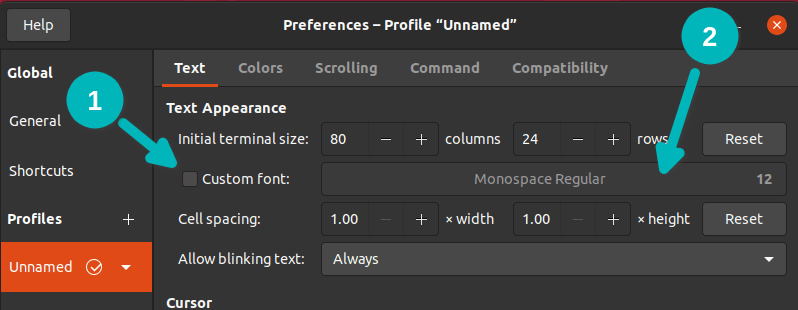 Help Preferences – Profile “Unnamed” 2
Global Text Colors Scrolling Command Compatibility
1
Text Appearance
General Initial terminal size: 80 − + columns 24 − + rows Reset
Shortcuts Custom font: Monospace Regular 12
Profiles + Cell spacing: 1.00 − + × width 1.00 − + × height Reset
Unnamed Allow blinking text: Always
Cursor